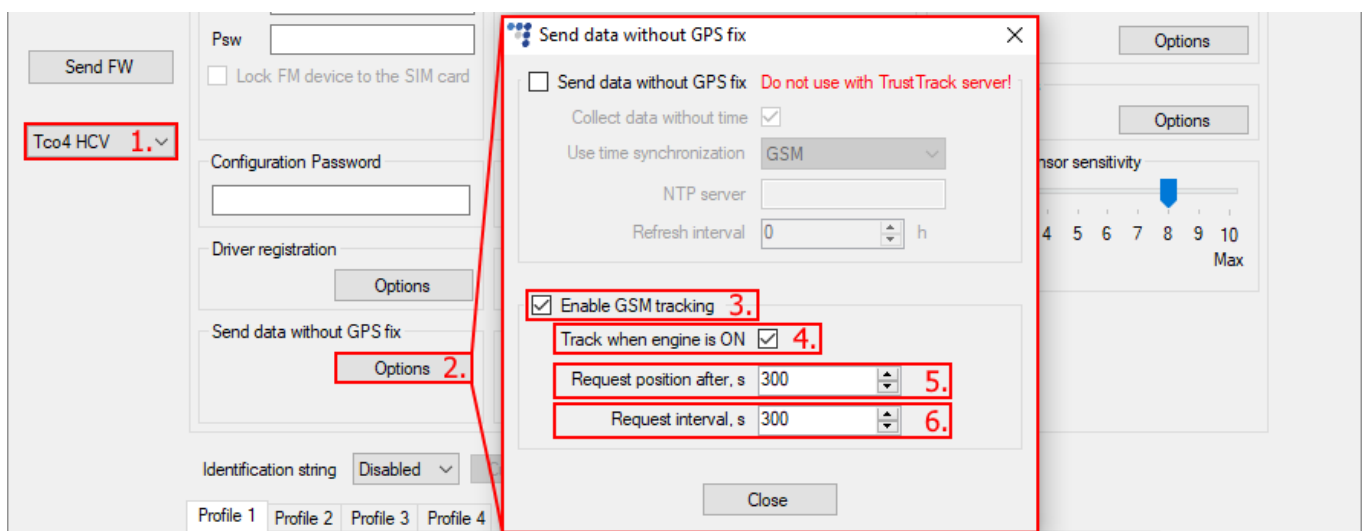 Send FW
Tco4 HCV 1.
Psw
Lock FM device to the SIM card
Configuration Password
Driver registration
Options
Send data without GPS fix
Options 2.
Identification string Disabled
Profile 1 Profile 2 Profile 3 Profile 4
Send data without GPS fix
Send data without GPS fix Do not use with TrustTrack server!
Collect data without time
Use time synchronization GSM
NTP server
Refresh interval 0 h
Enable GSM tracking 3.
Track when engine is ON 4.
Request position after, s 300 5.
Request interval, s 300 6.
Close
Options
Options
sensitivity
4 5 6 7 8 9 10
Max